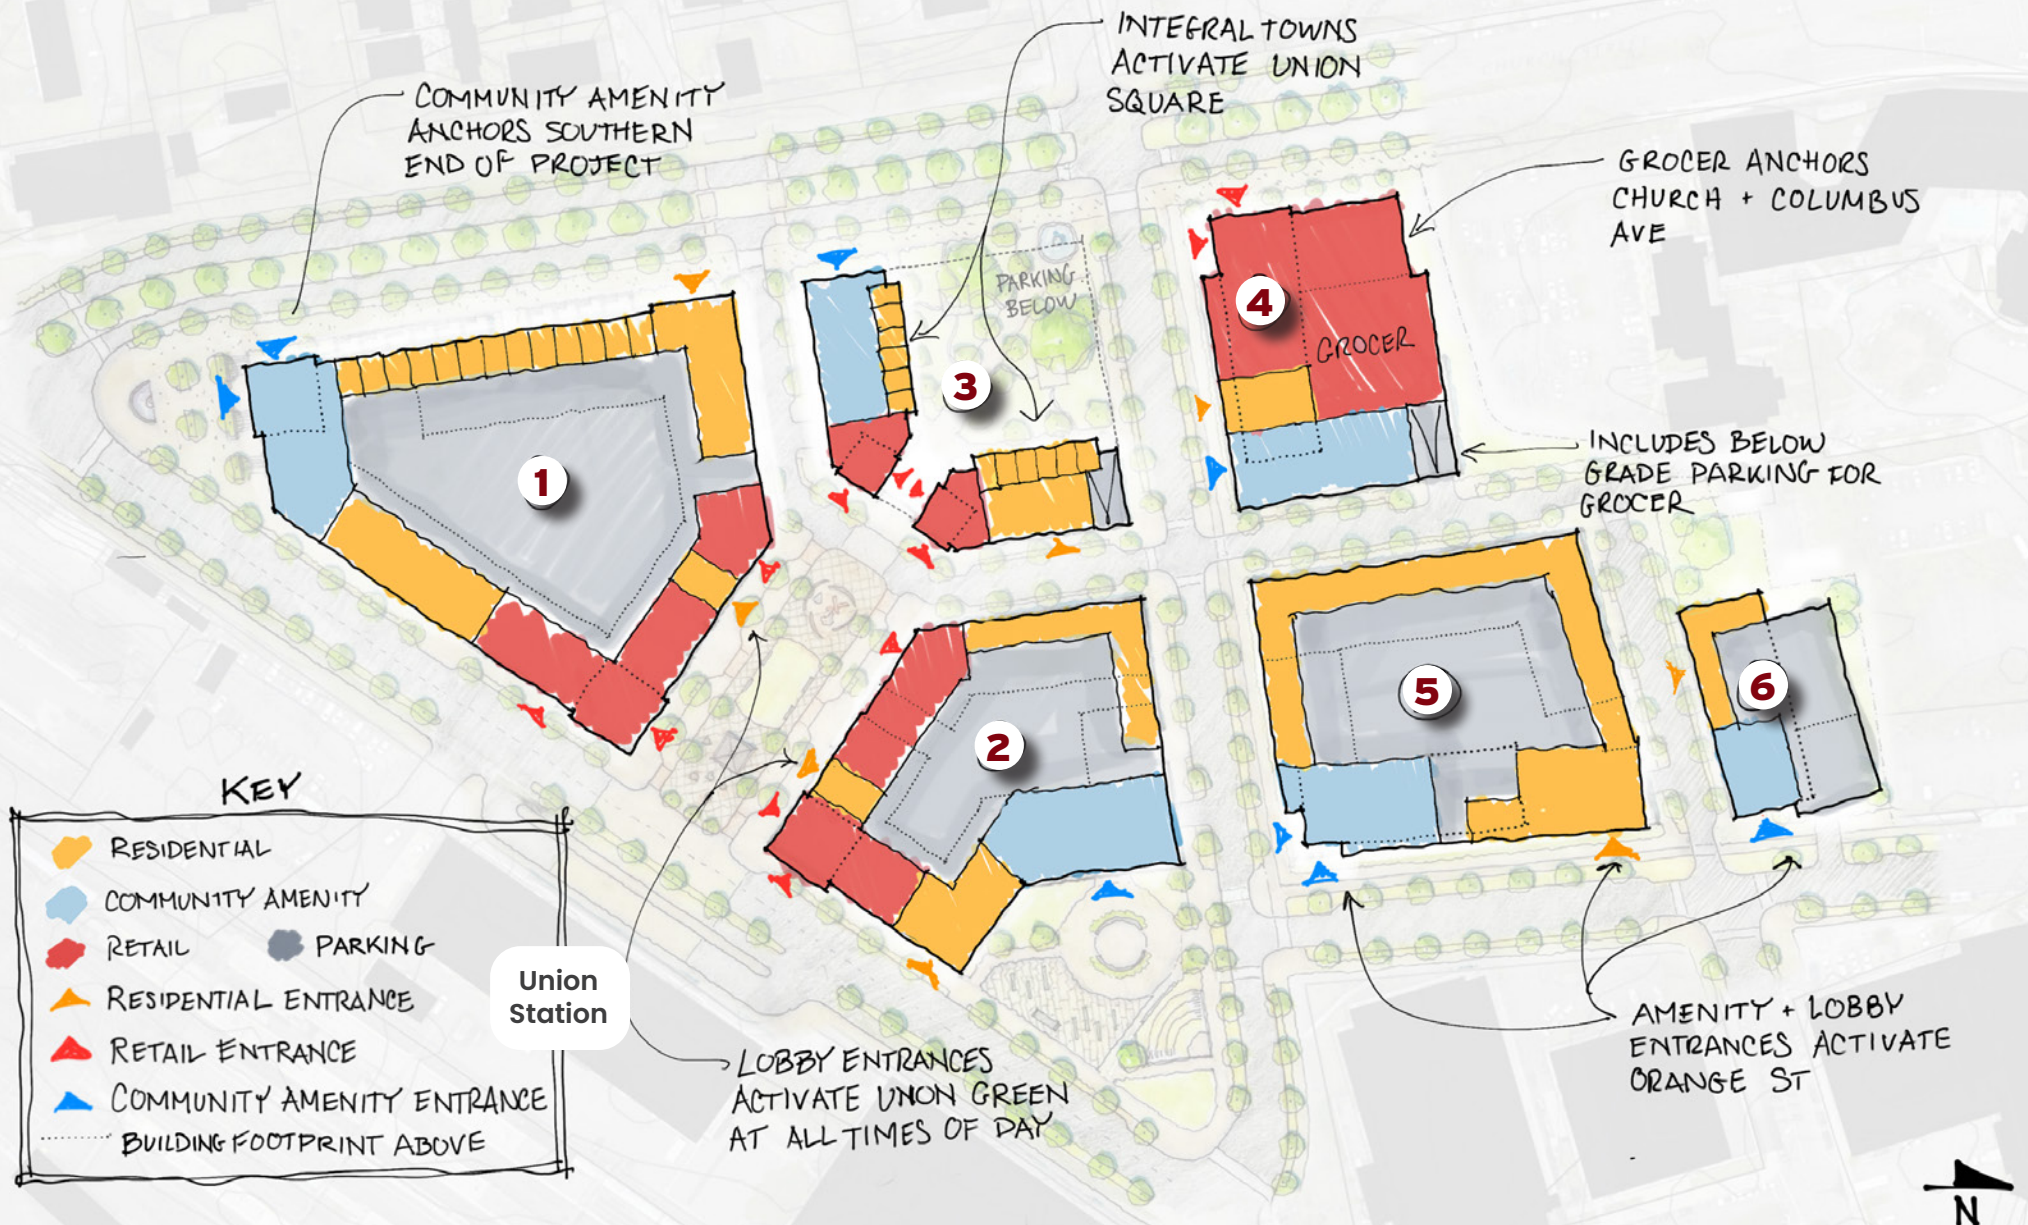 INTEGRAL TOWNS
ACTIVATE UNION
SQUARE
COMMUNITY AMENITY
ANCHORS SOUTHERN
END OF PROJECT
GROCER ANCHORS
CHURCH + COLUMBUS
AVE
PARKING
BELOW
4
GROCER
3
1
INCLUDES BELOW
GRADE PARKING FOR
GROCER
2
5
6
KEY
RESIDENTIAL
COMMUNITY AMENITY
RETAIL
PARKING
RESIDENTIAL ENTRANCE
RETAIL ENTRANCE
COMMUNITY AMENITY ENTRANCE
BUILDING FOOTPRINT ABOVE
Union
Station
LOBBY ENTRANCES
ACTIVATE UNION GREEN
AT ALL TIMES OF DAY
AMENITY + LOBBY
ENTRANCES ACTIVATE
ORANGE ST
N